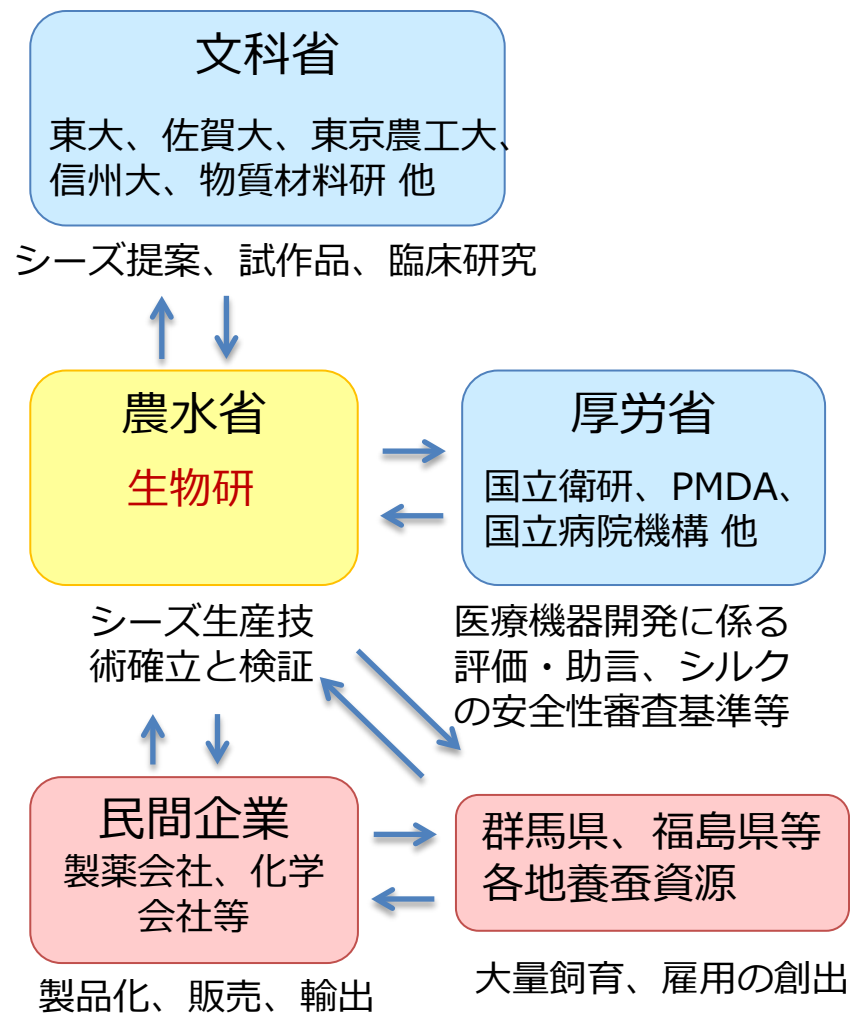 文科省
東大、佐賀大、東京農工大、
信州大、物質材料研 他
シーズ提案、試作品、臨床研究
農水省
生物研
シーズ生産技
術確立と検証
厚労省
国立衛研、PMDA、
国立病院機構 他
医療機器開発に係る
評価・助言、シルク
の安全性審査基準等
民間企業
製薬会社、化学
会社等
製品化、販売、輸出
群馬県、福島県等
各地養蚕資源
大量飼育、雇用の創出